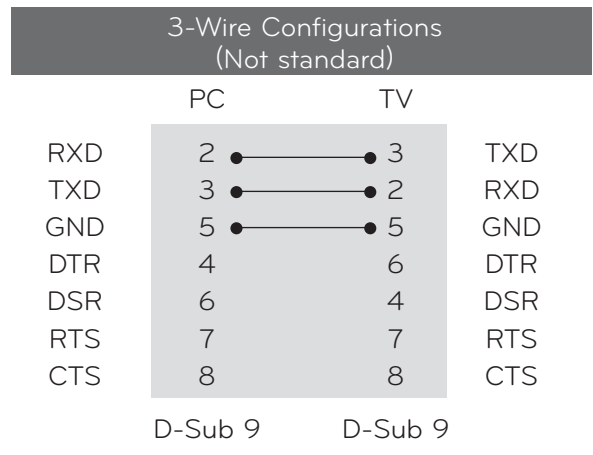 3-Wire Configurations
(Not standard)
PC TV
RXD 2 3 TXD
TXD 3 2 RXD
GND 5 5 GND
DTR 4 6 DTR
DSR 6 4 DSR
RTS 7 7 RTS
CTS 8 8 CTS
D-Sub 9 D-Sub 9